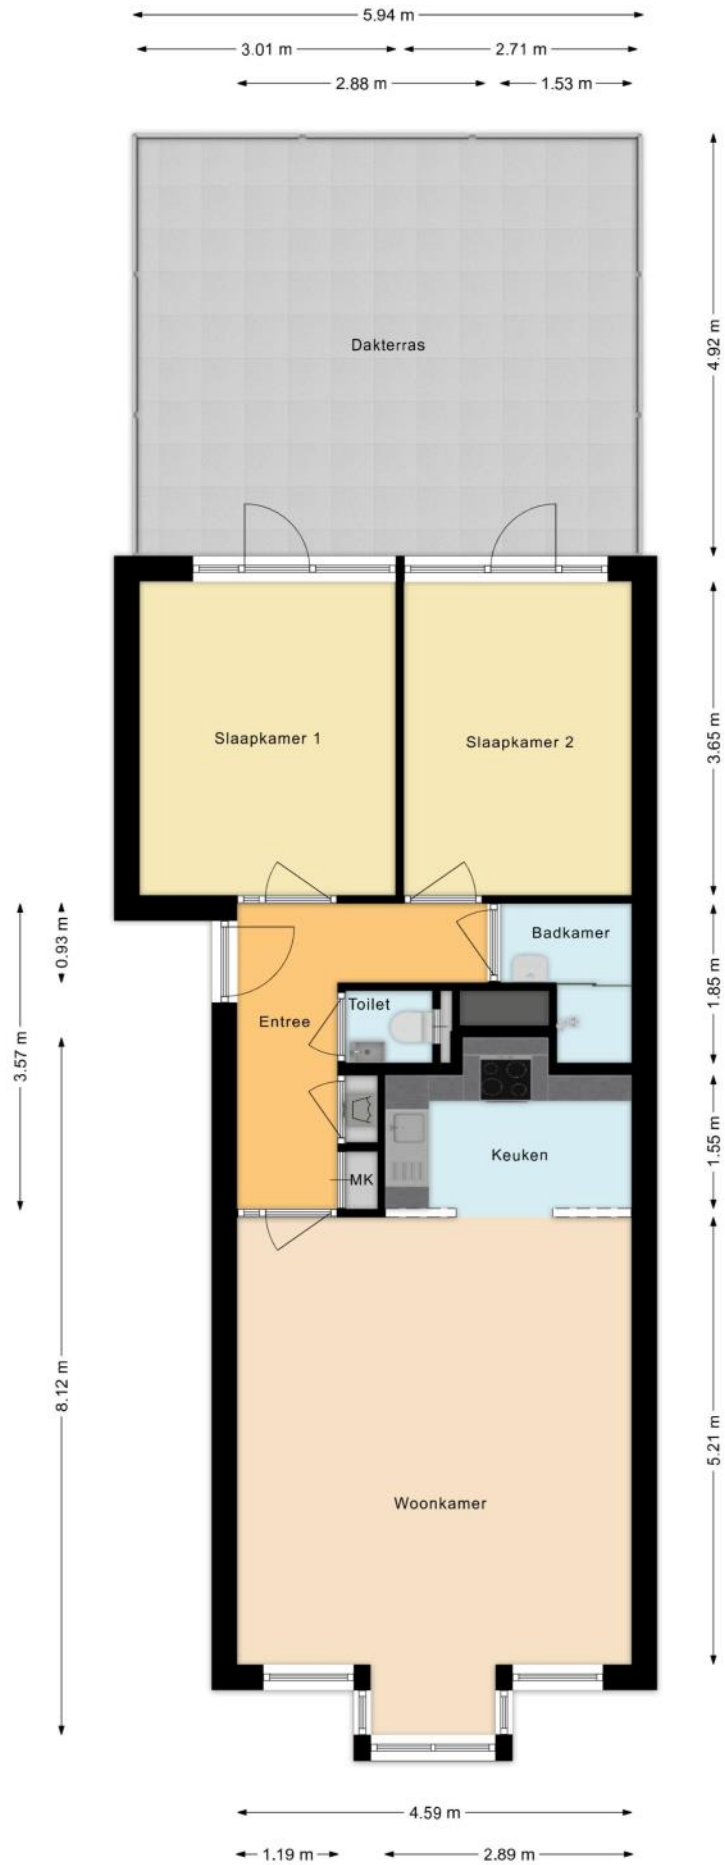 5.94 m
3.01 m
2.71 m
2.88 m
1.53 m
4.92 m
Dakterras
3.65 m
Slaapkamer 1
Slaapkamer 2
0.93 m
Badkamer
1.85 m
Toilet
Entree
3.57 m
1.55 m
Keuken
MK
8.12 m
5.21 m
Woonkamer
4.59 m
1.19 m
2.89 m